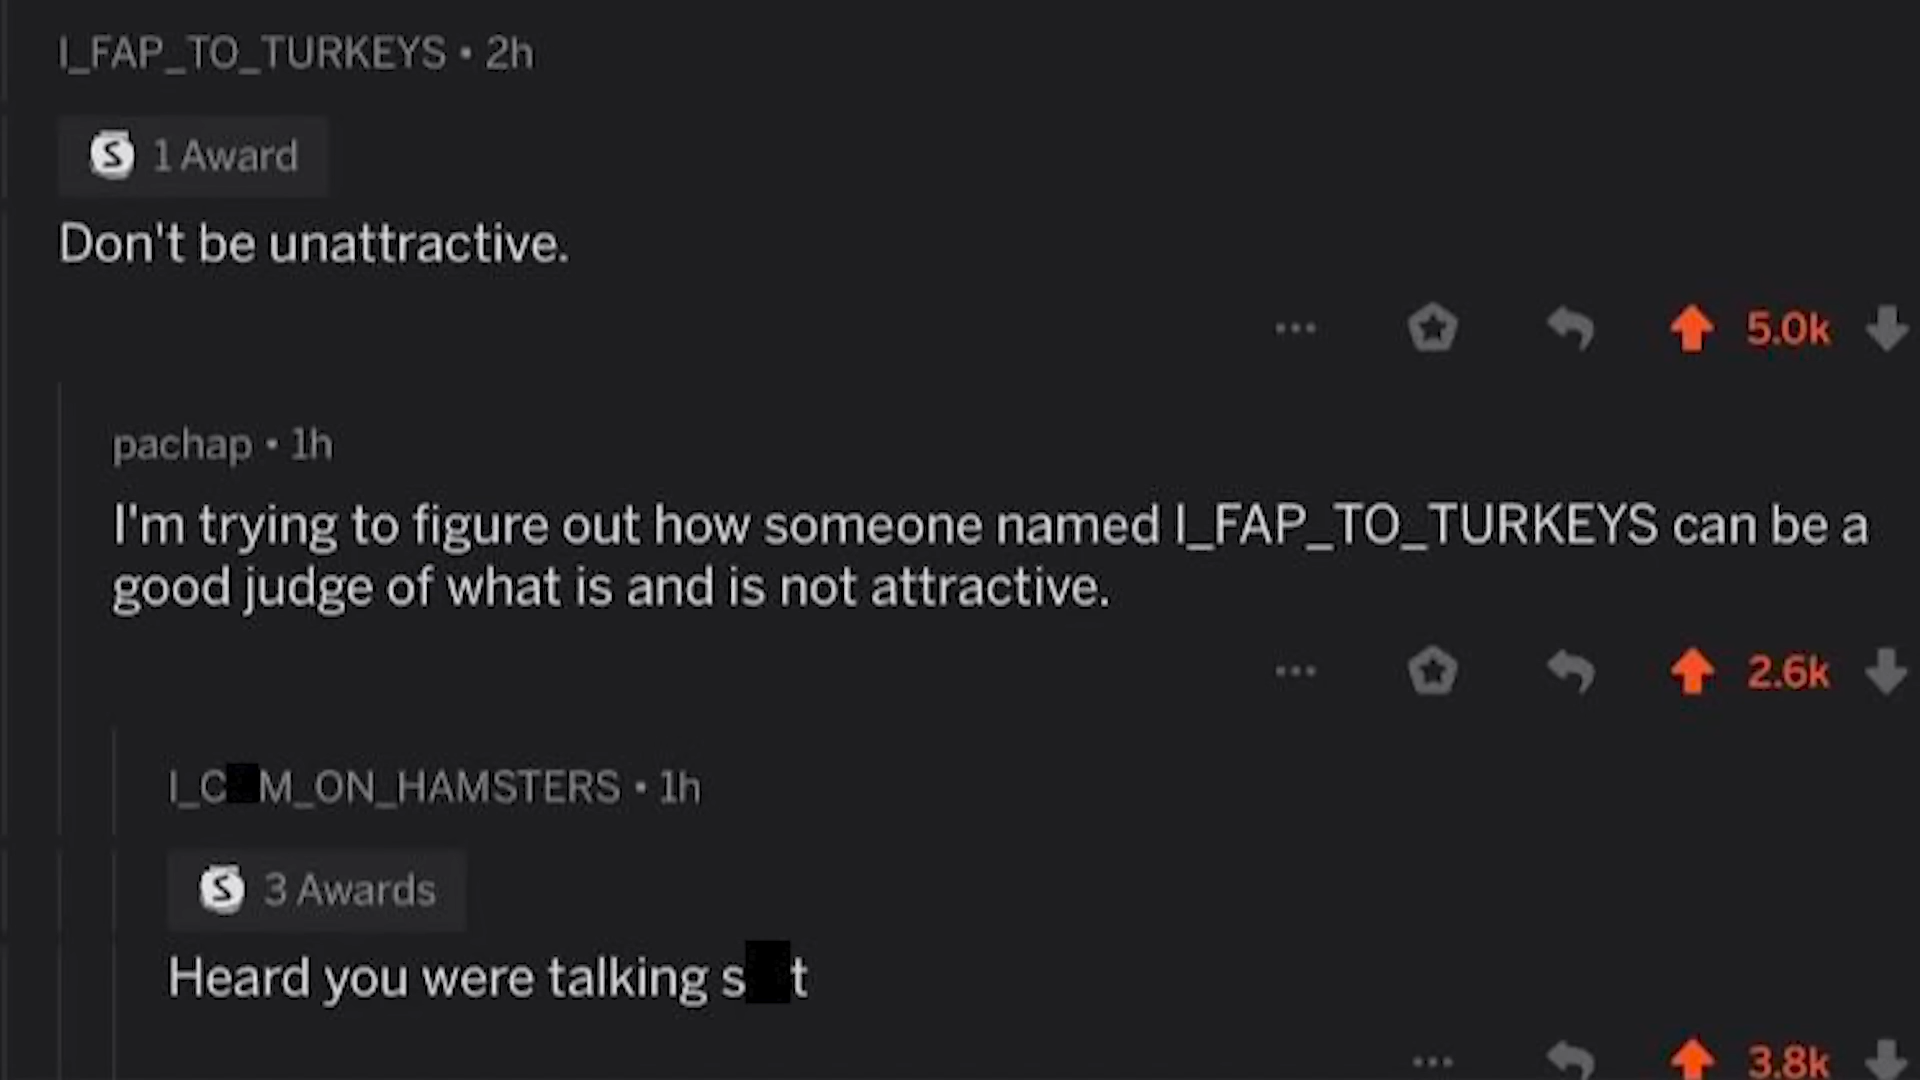 I_FAP_TO_TURKEYS • 2h
1 Award
Don't be unattractive.
5.0k
pachap • 1h
I'm trying to figure out how someone named I_FAP_TO_TURKEYS can be a
good judge of what is and is not attractive.
2.6k
I_C M_ON_HAMSTERS • 1h
3 Awards
Heard you were talking s t
3.8k